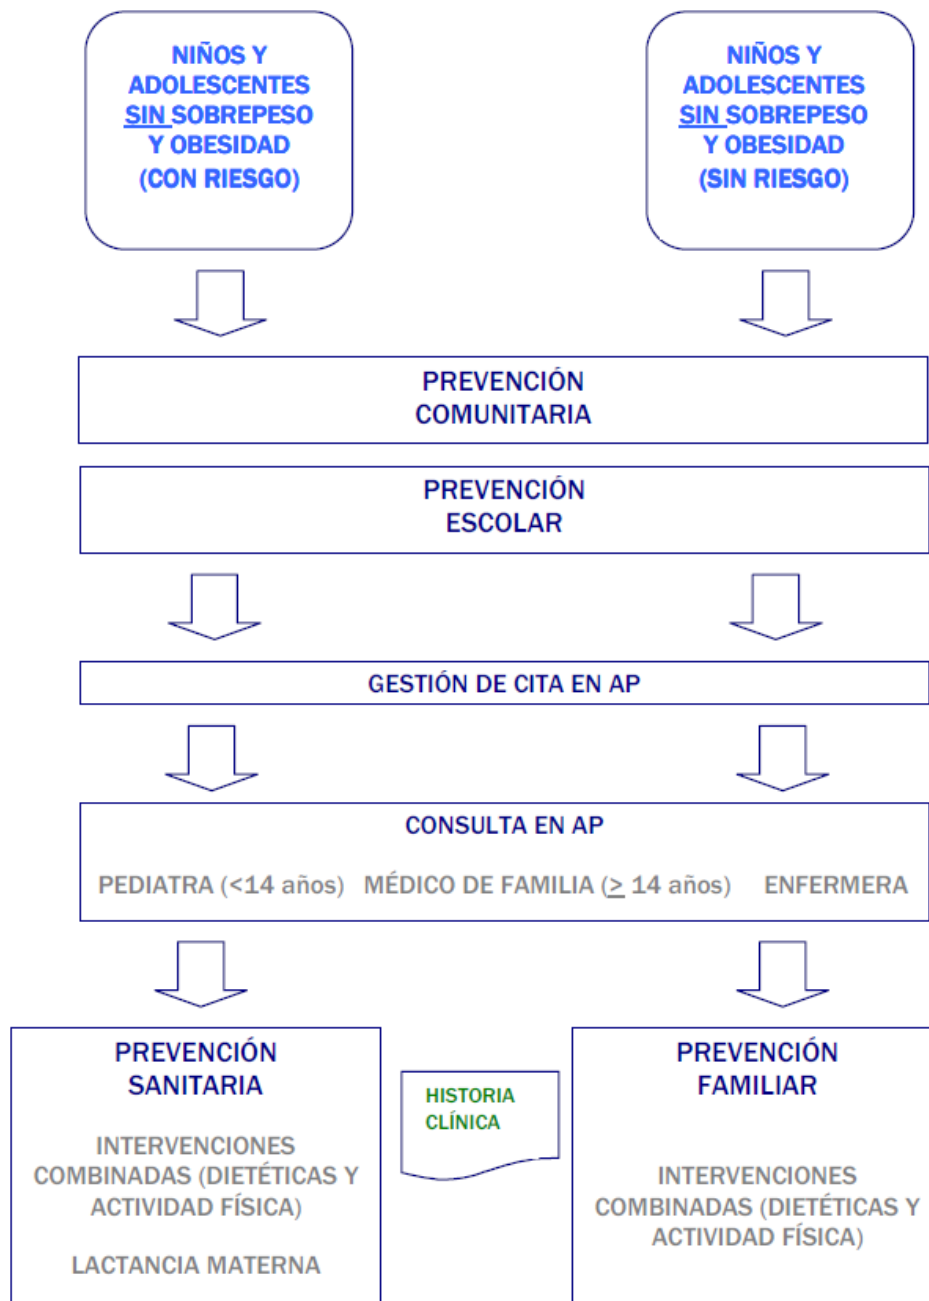 NIÑOS Y
ADOLESCENTES
SIN SOBREPESO
Y OBESIDAD
(CON RIESGO)
NIÑOS Y
ADOLESCENTES
SIN SOBREPESO
Y OBESIDAD
(SIN RIESGO)
PREVENCIÓN
COMUNITARIA
PREVENCIÓN
ESCOLAR
GESTIÓN DE CITA EN AP
CONSULTA EN AP
PEDIATRA (<14 años) MÉDICO DE FAMILIA (≥ 14 años) ENFERMERA
PREVENCIÓN
SANITARIA
INTERVENCIONES
COMBINADAS (DIETÉTICAS Y
ACTIVIDAD FÍSICA)
LACTANCIA MATERNA
HISTORIA
CLÍNICA
PREVENCIÓN
FAMILIAR
INTERVENCIONES
COMBINADAS (DIETÉTICAS Y
ACTIVIDAD FÍSICA)